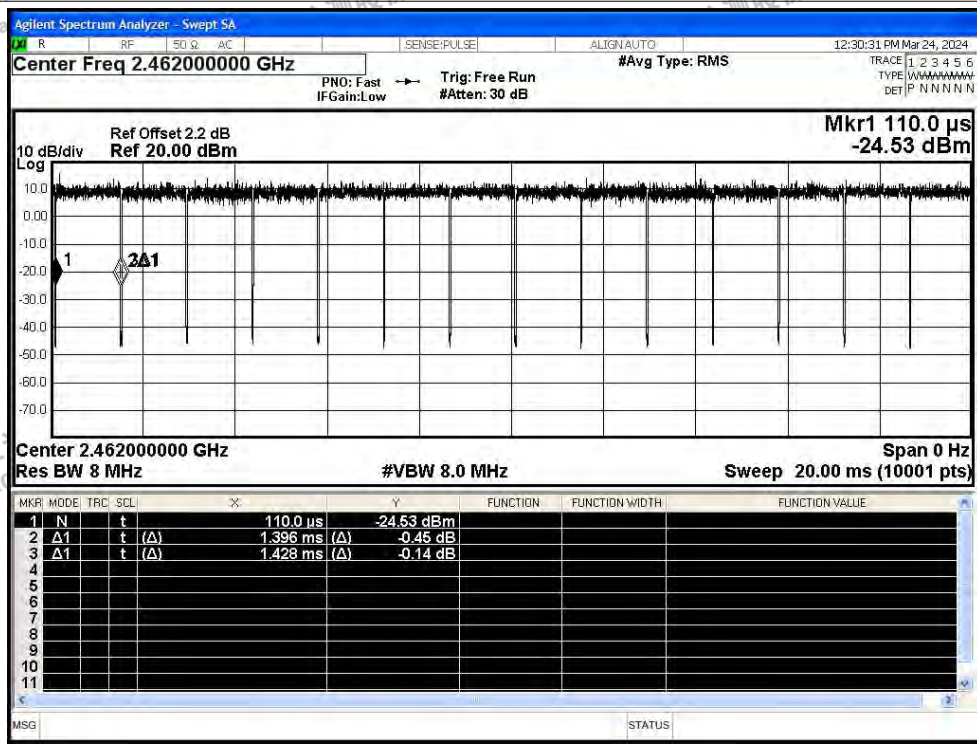 Agilent Spectrum Analyzer - Swept SA
R RF 50 Ω AC SENSE:PULSE ALIGN AUTO 12:30:31 PM Mar 24, 2024
Center Freq 2.462000000 GHz
PNO: Fast
IFGain:Low
Trig: Free Run
#Atten: 30 dB
#Avg Type: RMS
TRACE 1 2 3 4 5 6
TYPE
DET P N N N N N
Mkr1 110.0 µs
-24.53 dBm
Ref Offset 2.2 dB
10 dB/div Ref 20.00 dBm
Log
10.0
0.00
-10.0
-20.0
-30.0
-40.0
-50.0
-60.0
-70.0
1
Center 2.462000000 GHz Span 0 Hz
Res BW 8 MHz #VBW 8.0 MHz Sweep 20.00 ms (10001 pts)
MKR MODE TRC SCL X Y FUNCTION FUNCTION WIDTH FUNCTION VALUE
1 N t 110.0 µs -24.53 dBm
2 Δ1 t (Δ) 1.396 ms (Δ) -0.45 dB
3 Δ1 t (Δ) 1.428 ms (Δ) -0.14 dB
4
5
6
7
8
9
10
11
MSG STATUS